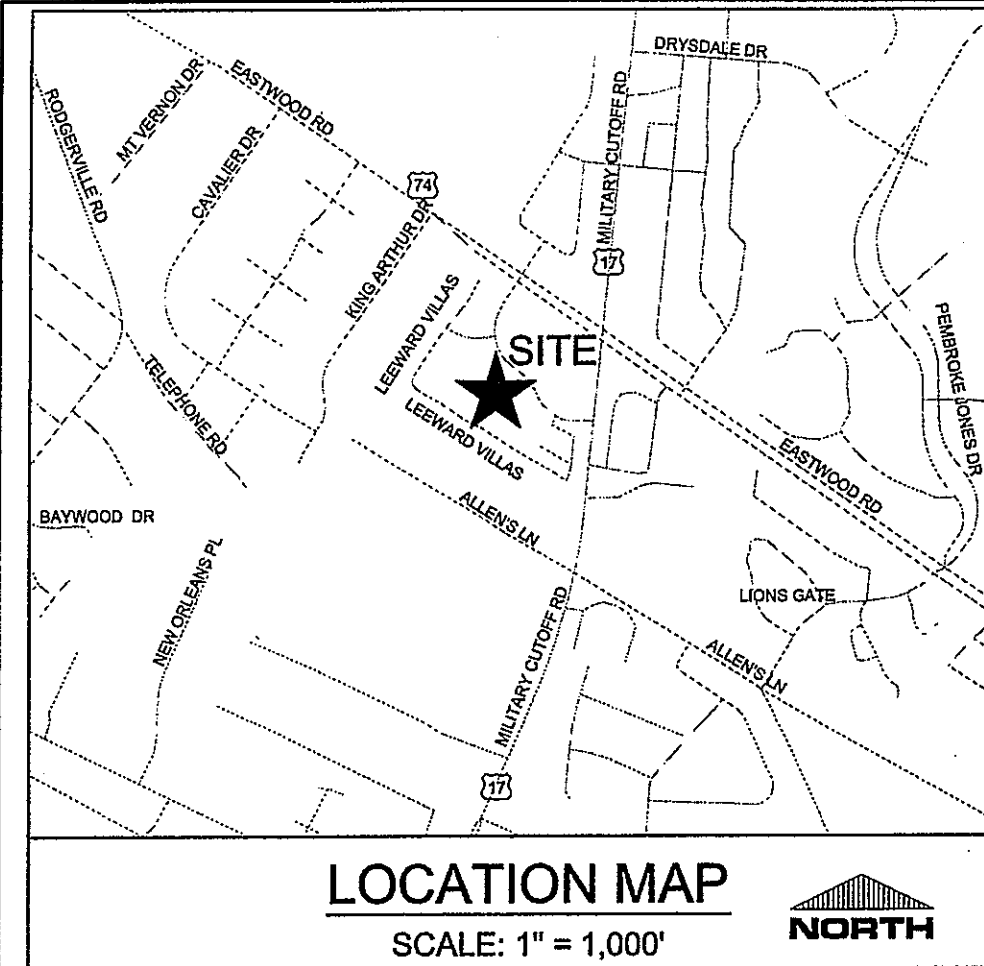 DRYSDALE DR
EASTWOOD RD
MT VERNON DR
RODGERVILLE RD
CAVALIER DR
MILITARY CUTOFF RD
74
KING ARTHUR DR
17
LEEWARD VILLAS
SITE
PEMBROKE JONES DR
TELEPHONE RD
LEEWARD VILLAS
EASTWOOD RD
ALLEN'S LN
BAYWOOD DR
NEW ORLEANS PL
LIONS GATE
MILITARY CUTOFF RD
ALLEN'S LN
17
LOCATION MAP
SCALE: 1" = 1,000'
NORTH